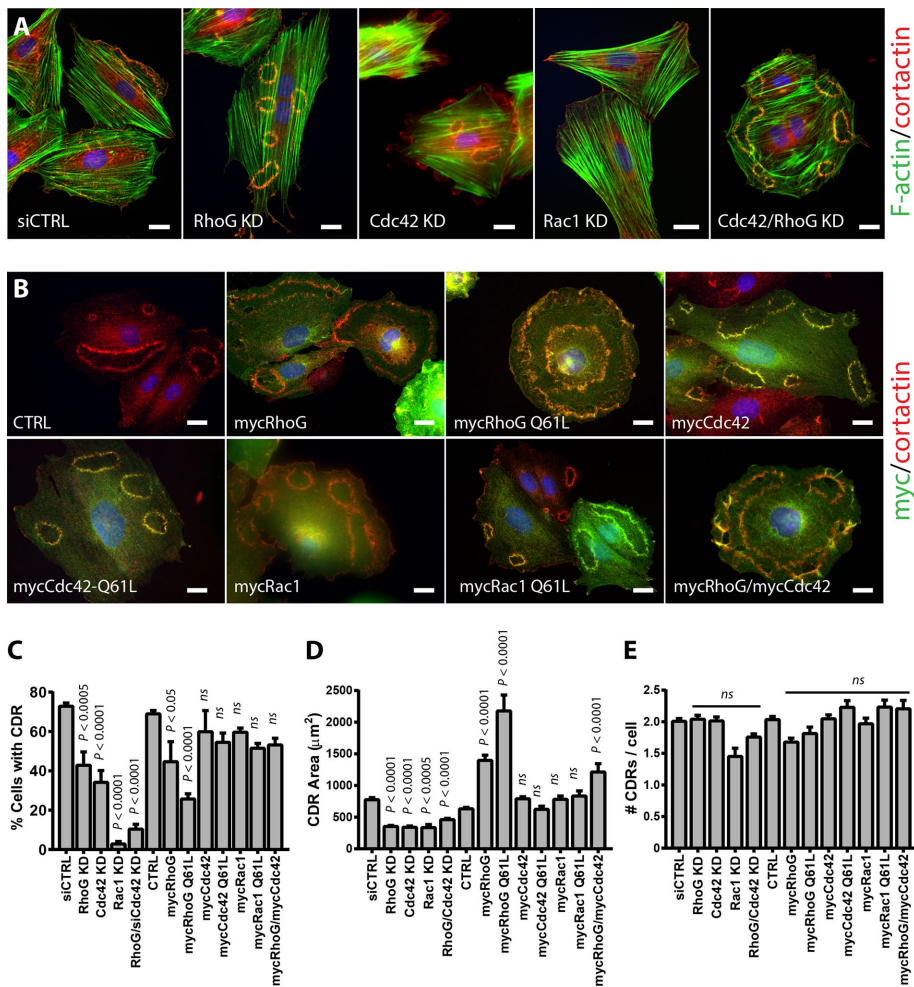 A
siCTRL
RhoG KD
Cdc42 KD
Rac1 KD
Cdc42/RhoG KD
F-actin/cortactin
B
CTRL
mycRhoG
mycRhoG Q61L
mycCdc42
mycCdc42-Q61L
mycRac1
mycRac1 Q61L
mycRhoG/mycCdc42
myc/cortactin
C
% Cells with CDR
80
60
40
20
0
P < 0.0005
P < 0.0001
P < 0.0001
P < 0.0001
P < 0.05
P < 0.0001
ns
ns
ns
ns
ns
siCTRL
RhoG KD
Cdc42 KD
Rac1 KD
RhoG/siCdc42 KD
CTRL
mycRhoG
mycRhoG Q61L
mycCdc42
mycCdc42 Q61L
mycRac1
mycRac1 Q61L
mycRhoG/mycCdc42
D
CDR Area (μm²)
2500
2000
1500
1000
500
0
P < 0.0001
P < 0.0001
P < 0.0005
P < 0.0001
P < 0.0001
P < 0.0001
ns
ns
ns
ns
P < 0.0001
siCTRL
RhoG KD
Cdc42 KD
Rac1 KD
RhoG/Cdc42 KD
CTRL
mycRhoG
mycRhoG Q61L
mycCdc42
mycCdc42 Q61L
mycRac1
mycRac1 Q61L
mycRhoG/mycCdc42
E
# CDRs / cell
2.5
2.0
1.5
1.0
0.5
0
ns
ns
siCTRL
RhoG KD
Cdc42 KD
Rac1 KD
RhoG/Cdc42 KD
CTRL
mycRhoG
mycRhoG Q61L
mycCdc42
mycCdc42 Q61L
mycRac1
mycRac1 Q61L
mycRhoG/mycCdc42